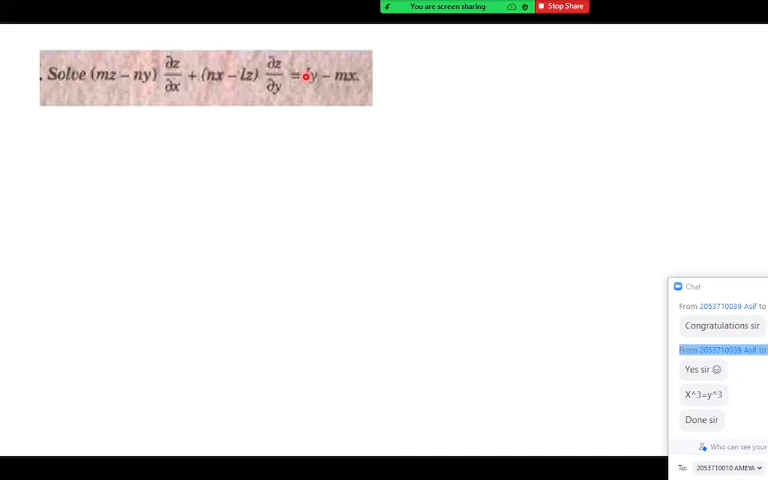 You are screen sharing
Stop Share
. Solve (mz – ny) ∂z/∂x + (nx – lz) ∂z/∂y = ly – mx.
Chat
From 2053710039 Asif to
Congratulations sir
From 2053710039 Asif to
Yes sir 😊
X^3=y^3
Done sir
Who can see your
To: 2053710010 AMEYA